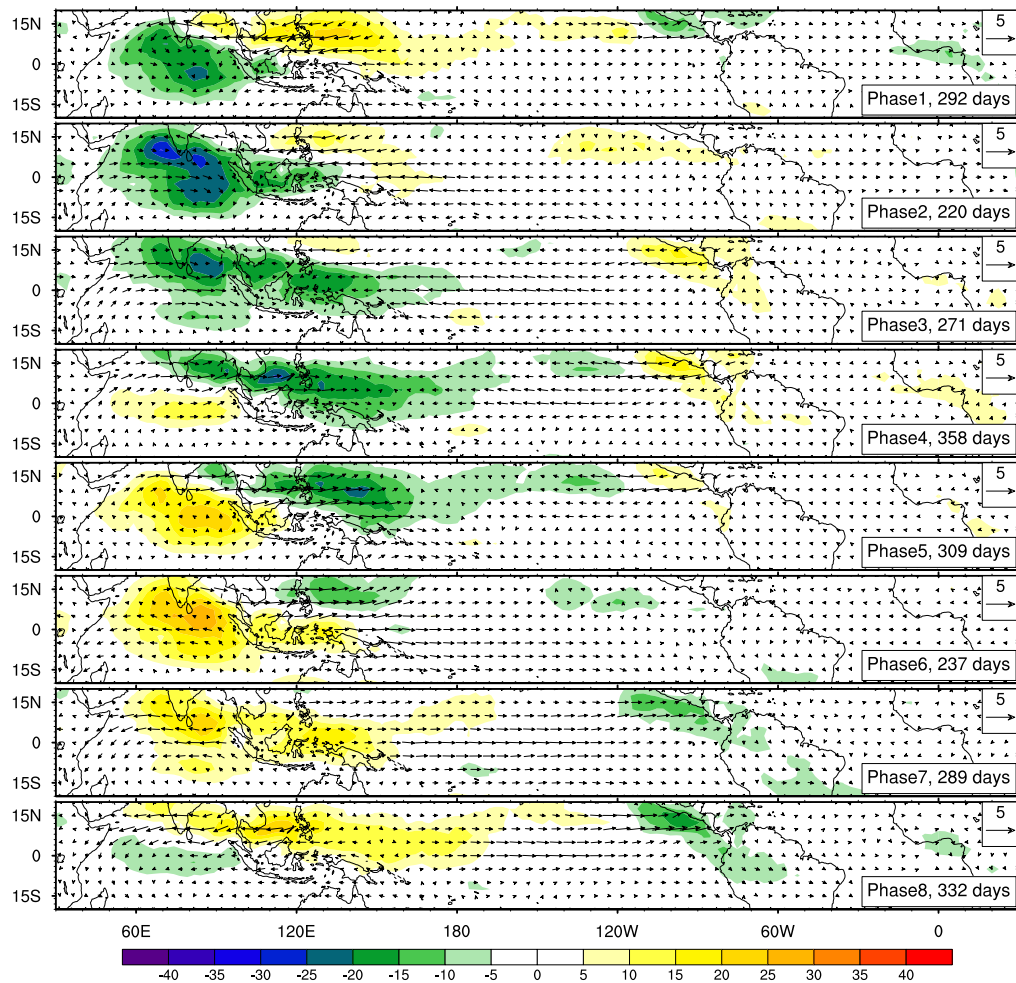 15N
0
15S
5
Phase1, 292 days
15N
0
15S
5
Phase2, 220 days
15N
0
15S
5
Phase3, 271 days
15N
0
15S
5
Phase4, 358 days
15N
0
15S
5
Phase5, 309 days
15N
0
15S
5
Phase6, 237 days
15N
0
15S
5
Phase7, 289 days
15N
0
15S
5
Phase8, 332 days
60E 120E 180 120W 60W 0
-40 -35 -30 -25 -20 -15 -10 -5 0 5 10 15 20 25 30 35 40